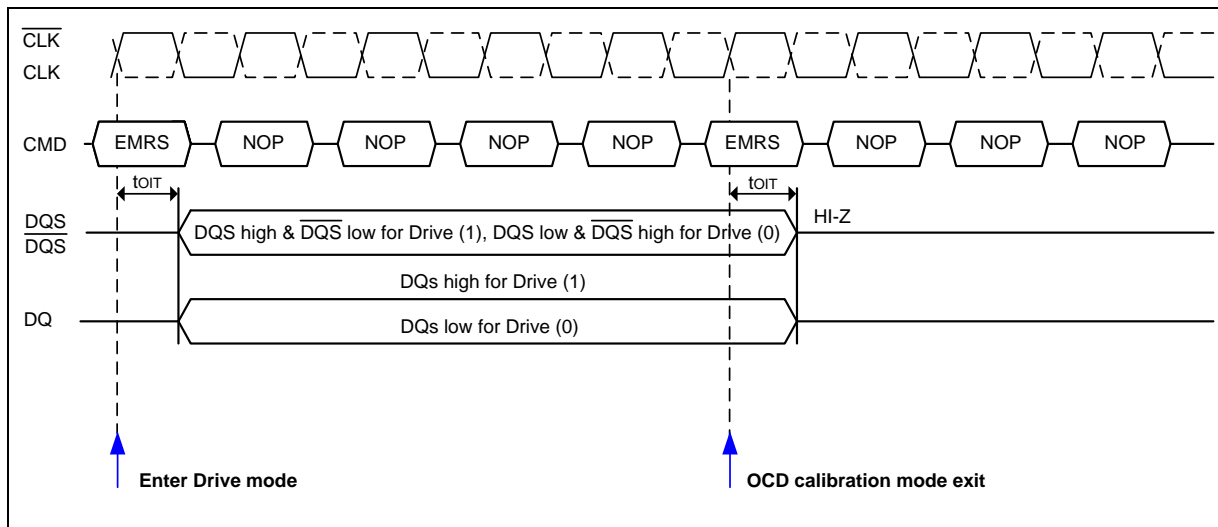 CLK
CLK
CMD EMRS NOP NOP NOP NOP EMRS NOP NOP NOP
tOIT tOIT
DQS
DQS
DQS high & DQS low for Drive (1), DQS low & DQS high for Drive (0)
HI-Z
DQs high for Drive (1)
DQ
DQs low for Drive (0)
Enter Drive mode
OCD calibration mode exit